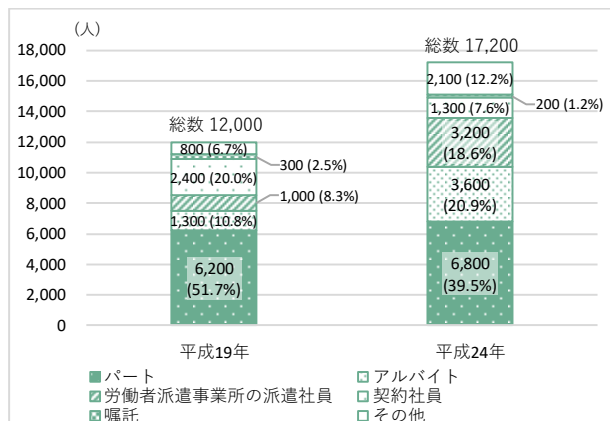 (人)
18,000
16,000
14,000
12,000
10,000
8,000
6,000
4,000
2,000
0
総数 12,000
800 (6.7%)
300 (2.5%)
2,400 (20.0%)
1,000 (8.3%)
1,300 (10.8%)
6,200
(51.7%)
総数 17,200
2,100 (12.2%)
200 (1.2%)
1,300 (7.6%)
3,200
(18.6%)
3,600
(20.9%)
6,800
(39.5%)
平成19年
平成24年
パート
アルバイト
労働者派遣事業所の派遣社員
契約社員
嘱託
その他